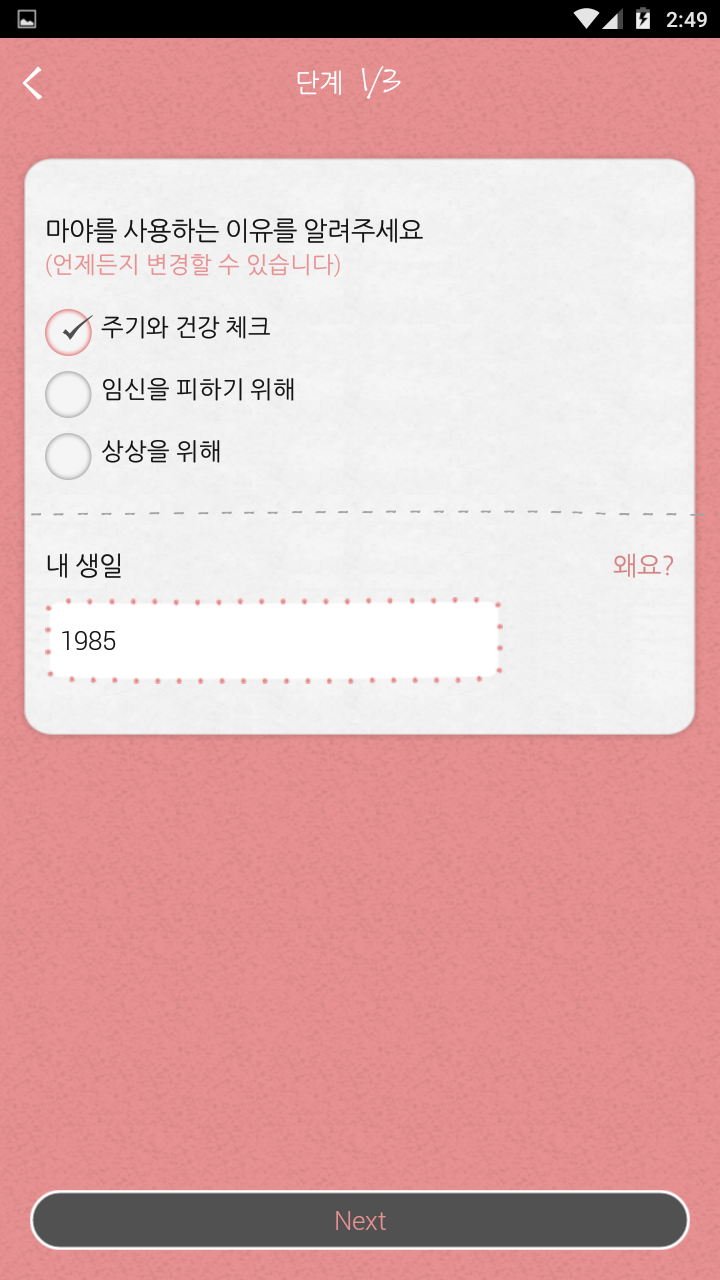 2:49
단계 1/3
마야를 사용하는 이유를 알려주세요
(언제든지 변경할 수 있습니다)
주기와 건강 체크
임신을 피하기 위해
상상을 위해
내 생일
왜요?
1985
Next